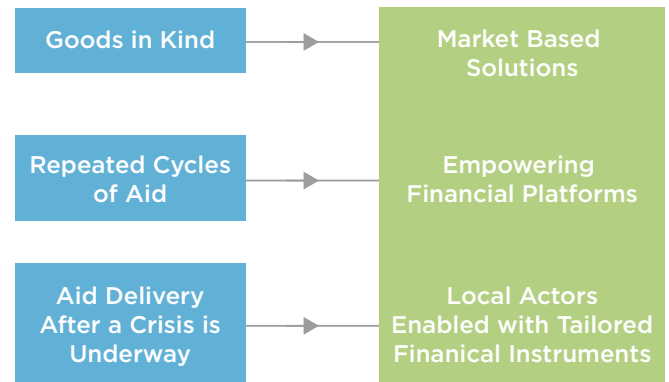 Goods in Kind
Market Based
Solutions
Repeated Cycles
of Aid
Empowering
Financial Platforms
Aid Delivery
After a Crisis is
Underway
Local Actors
Enabled with Tailored
Finanical Instruments